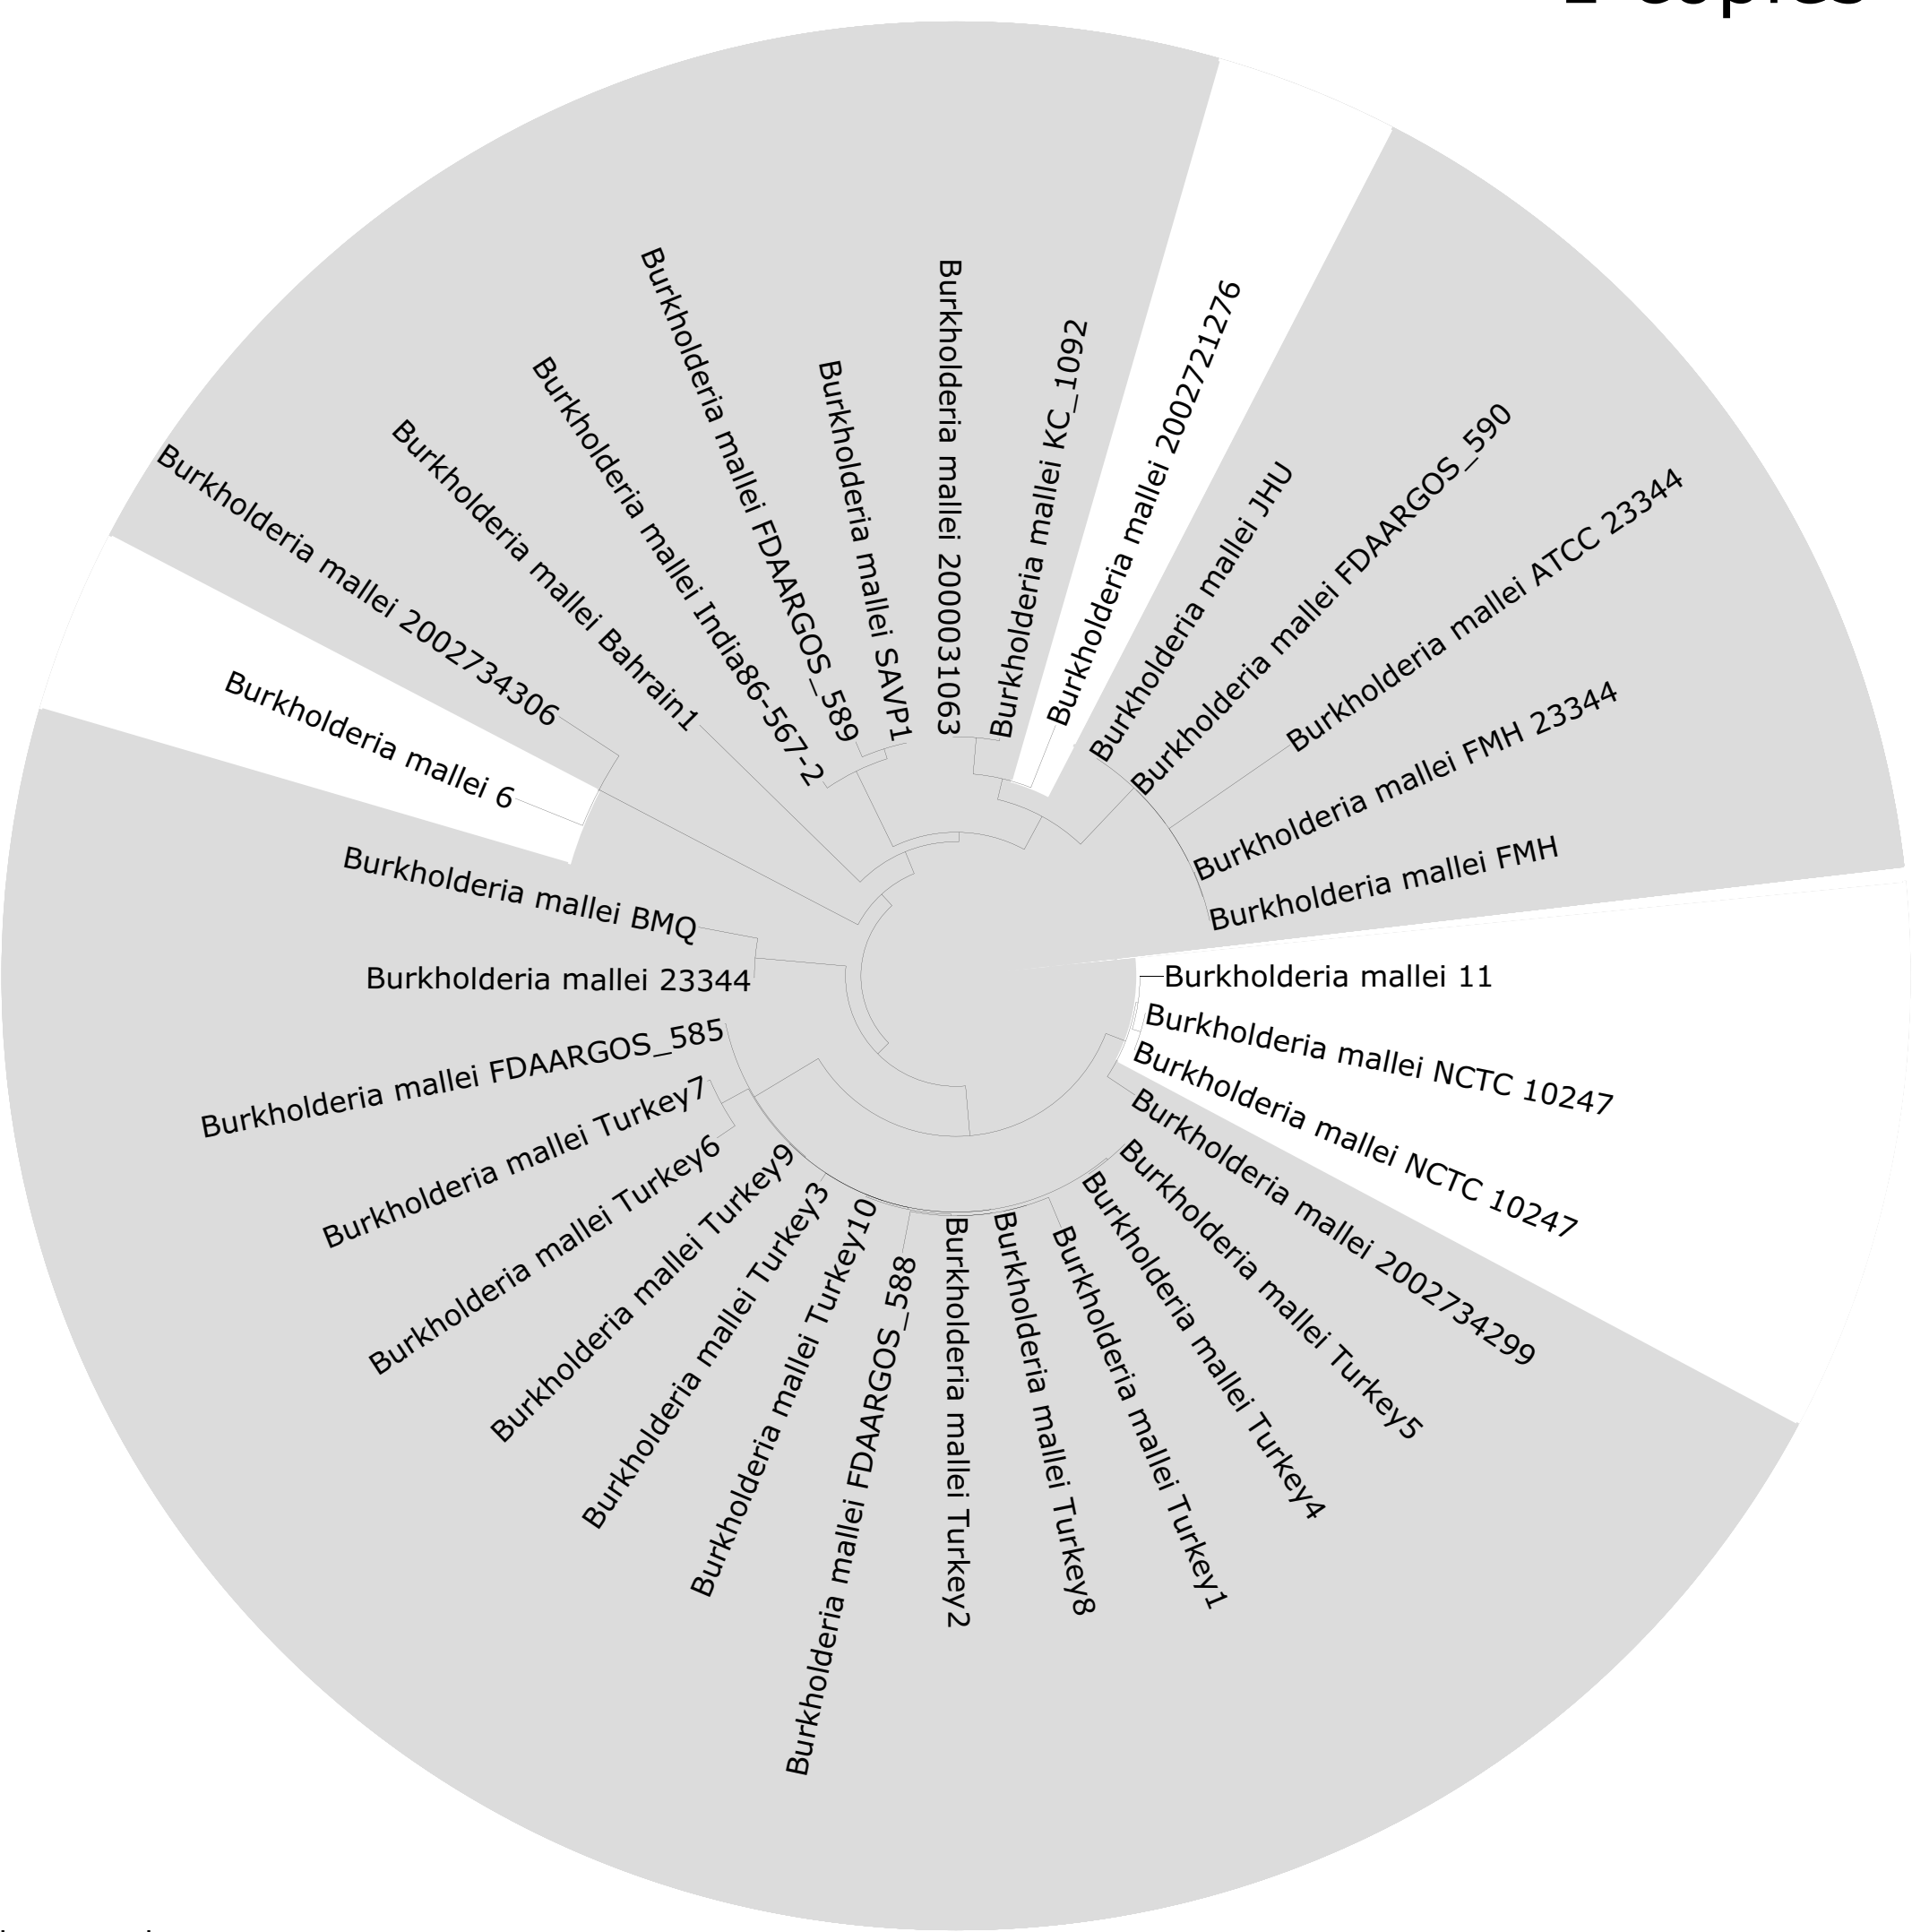 Burkholderia mallei KC_1092
Burkholderia mallei 2002721276
Burkholderia mallei JHU
Burkholderia mallei FDAARGOS_590
Burkholderia mallei ATCC 23344
Burkholderia mallei FMH 23344
Burkholderia mallei FMH
Burkholderia mallei 11
Burkholderia mallei NCTC 10247
Burkholderia mallei NCTC 10247
Burkholderia mallei 2002734299
Burkholderia mallei Turkey5
Burkholderia mallei Turkey4
Burkholderia mallei Turkey1
Burkholderia mallei Turkey8
Burkholderia mallei Turkey2
Burkholderia mallei FDAARGOS_588
Burkholderia mallei Turkey10
Burkholderia mallei Turkey3
Burkholderia mallei Turkey9
Burkholderia mallei Turkey6
Burkholderia mallei Turkey7
Burkholderia mallei FDAARGOS_585
Burkholderia mallei 23344
Burkholderia mallei BMQ
Burkholderia mallei 6
Burkholderia mallei 2002734306
Burkholderia mallei Bahrain1
Burkholderia mallei India86-567-2
Burkholderia mallei FDAARGOS_589
Burkholderia mallei SAVP1
Burkholderia mallei 2000031063